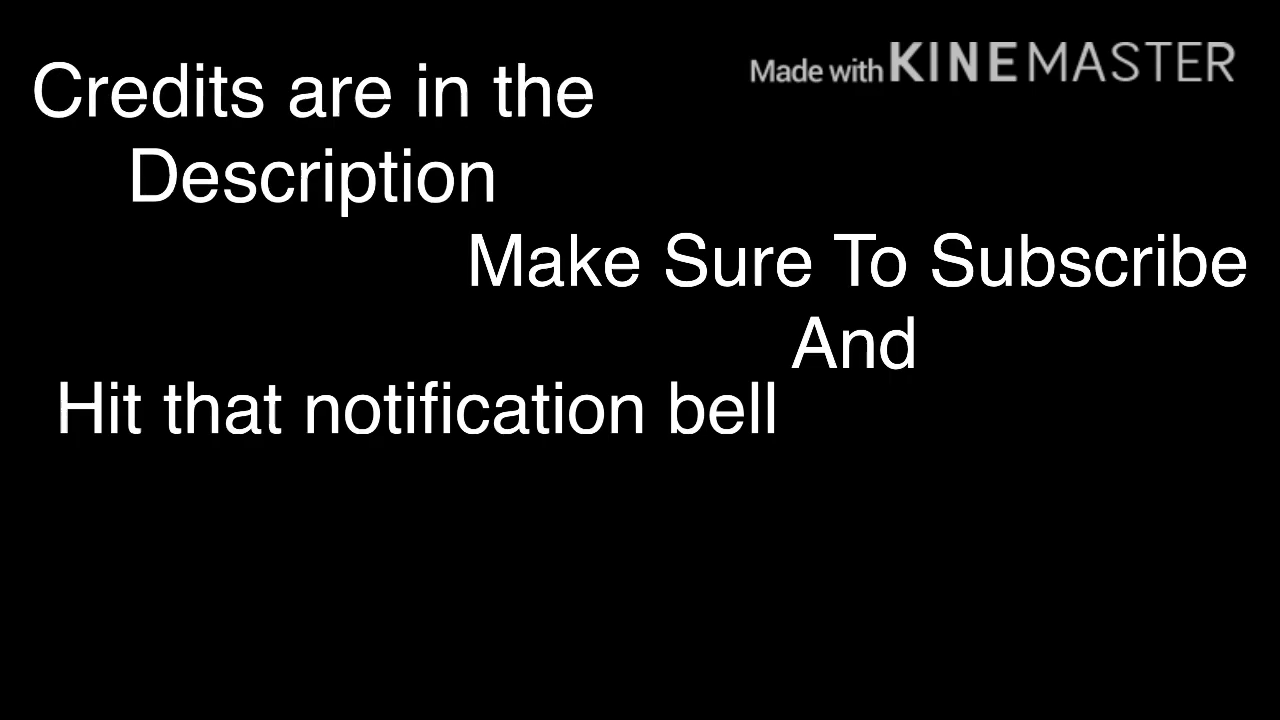 Made with KINEMASTER
Credits are in the
Description
Make Sure To Subscribe
And
Hit that notification bell